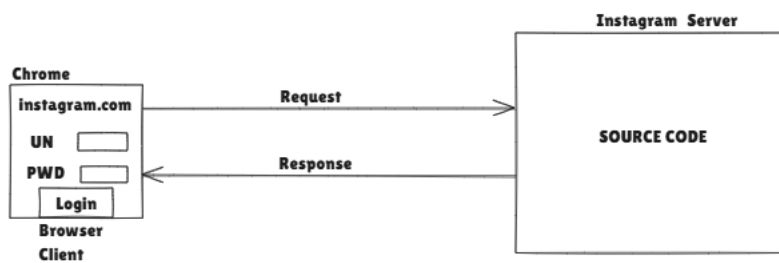 Instagram Server
Chrome
instagram.com
Request
UN
SOURCE CODE
PWD
Response
Login
Browser
Client